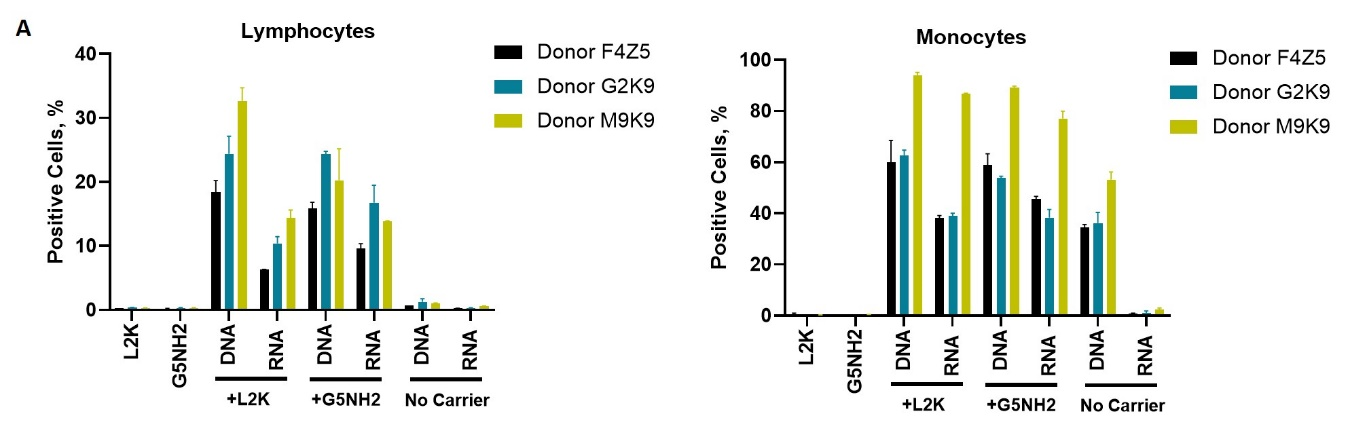 A
Lymphocytes
Positive Cells, %
40
30
20
10
0
L2K
G5NH2
DNA
RNA
DNA
RNA
DNA
RNA
+L2K
+G5NH2
No Carrier
Donor F4Z5
Donor G2K9
Donor M9K9
Monocytes
Positive Cells, %
100
80
60
40
20
0
L2K
G5NH2
DNA
RNA
DNA
RNA
DNA
RNA
+L2K
+G5NH2
No Carrier
Donor F4Z5
Donor G2K9
Donor M9K9